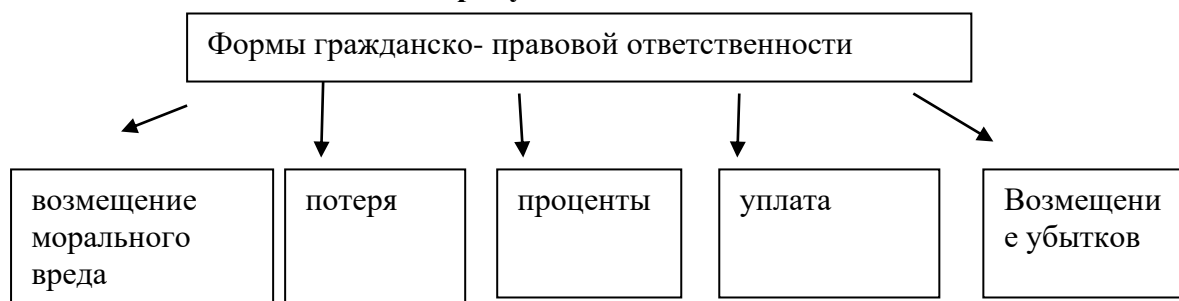 Формы гражданско- правовой ответственности
возмещение
морального
вреда
потеря
проценты
уплата
Возмещени
е убытков